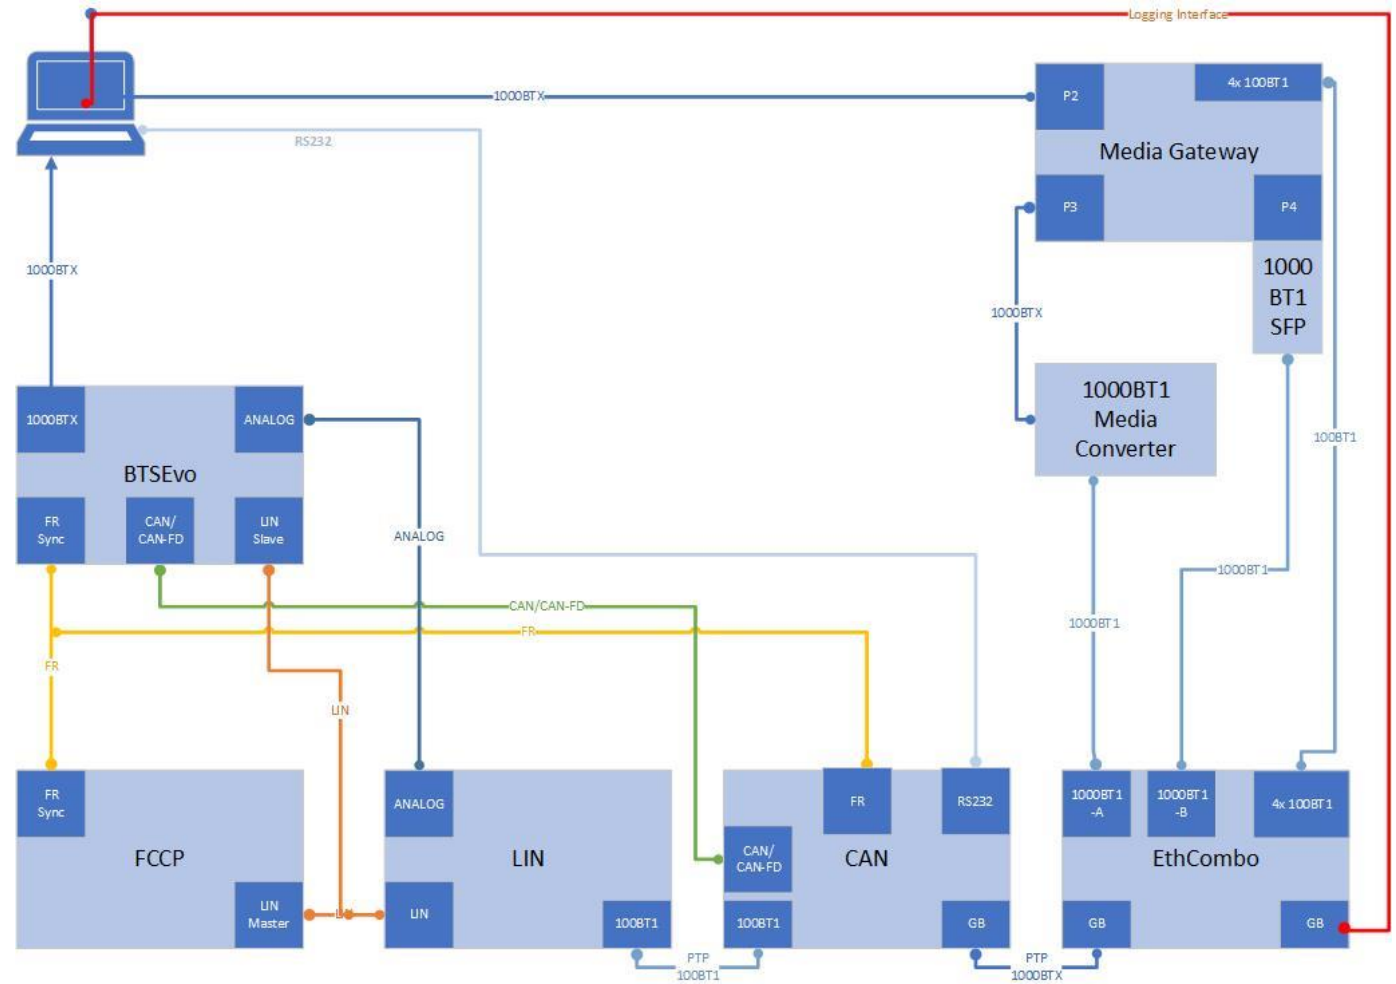 Logging Interface
1000BTX
P2
4x 100BT1
RS232
Media Gateway
P3
P4
1000BTX
1000
BT1
SFP
1000BTX
1000BT1
Media
Converter
1000BTX
ANALOG
BTSEvo
100BT1
FR
Sync
CAN/
CAN-FD
LIN
Slave
ANALOG
1000BT1
CAN/CAN-FD
1000BT1
FR
FR
LIN
FR
Sync
ANALOG
FR
RS232
1000BT1
-A
1000BT1
-B
4x 100BT1
FCCP
LIN
CAN/
CAN-FD
CAN
EthCombo
LIN
Master
LIN
LIN
100BT1
100BT1
GB
GB
GB
PTP
100BT1
PTP
1000BTX